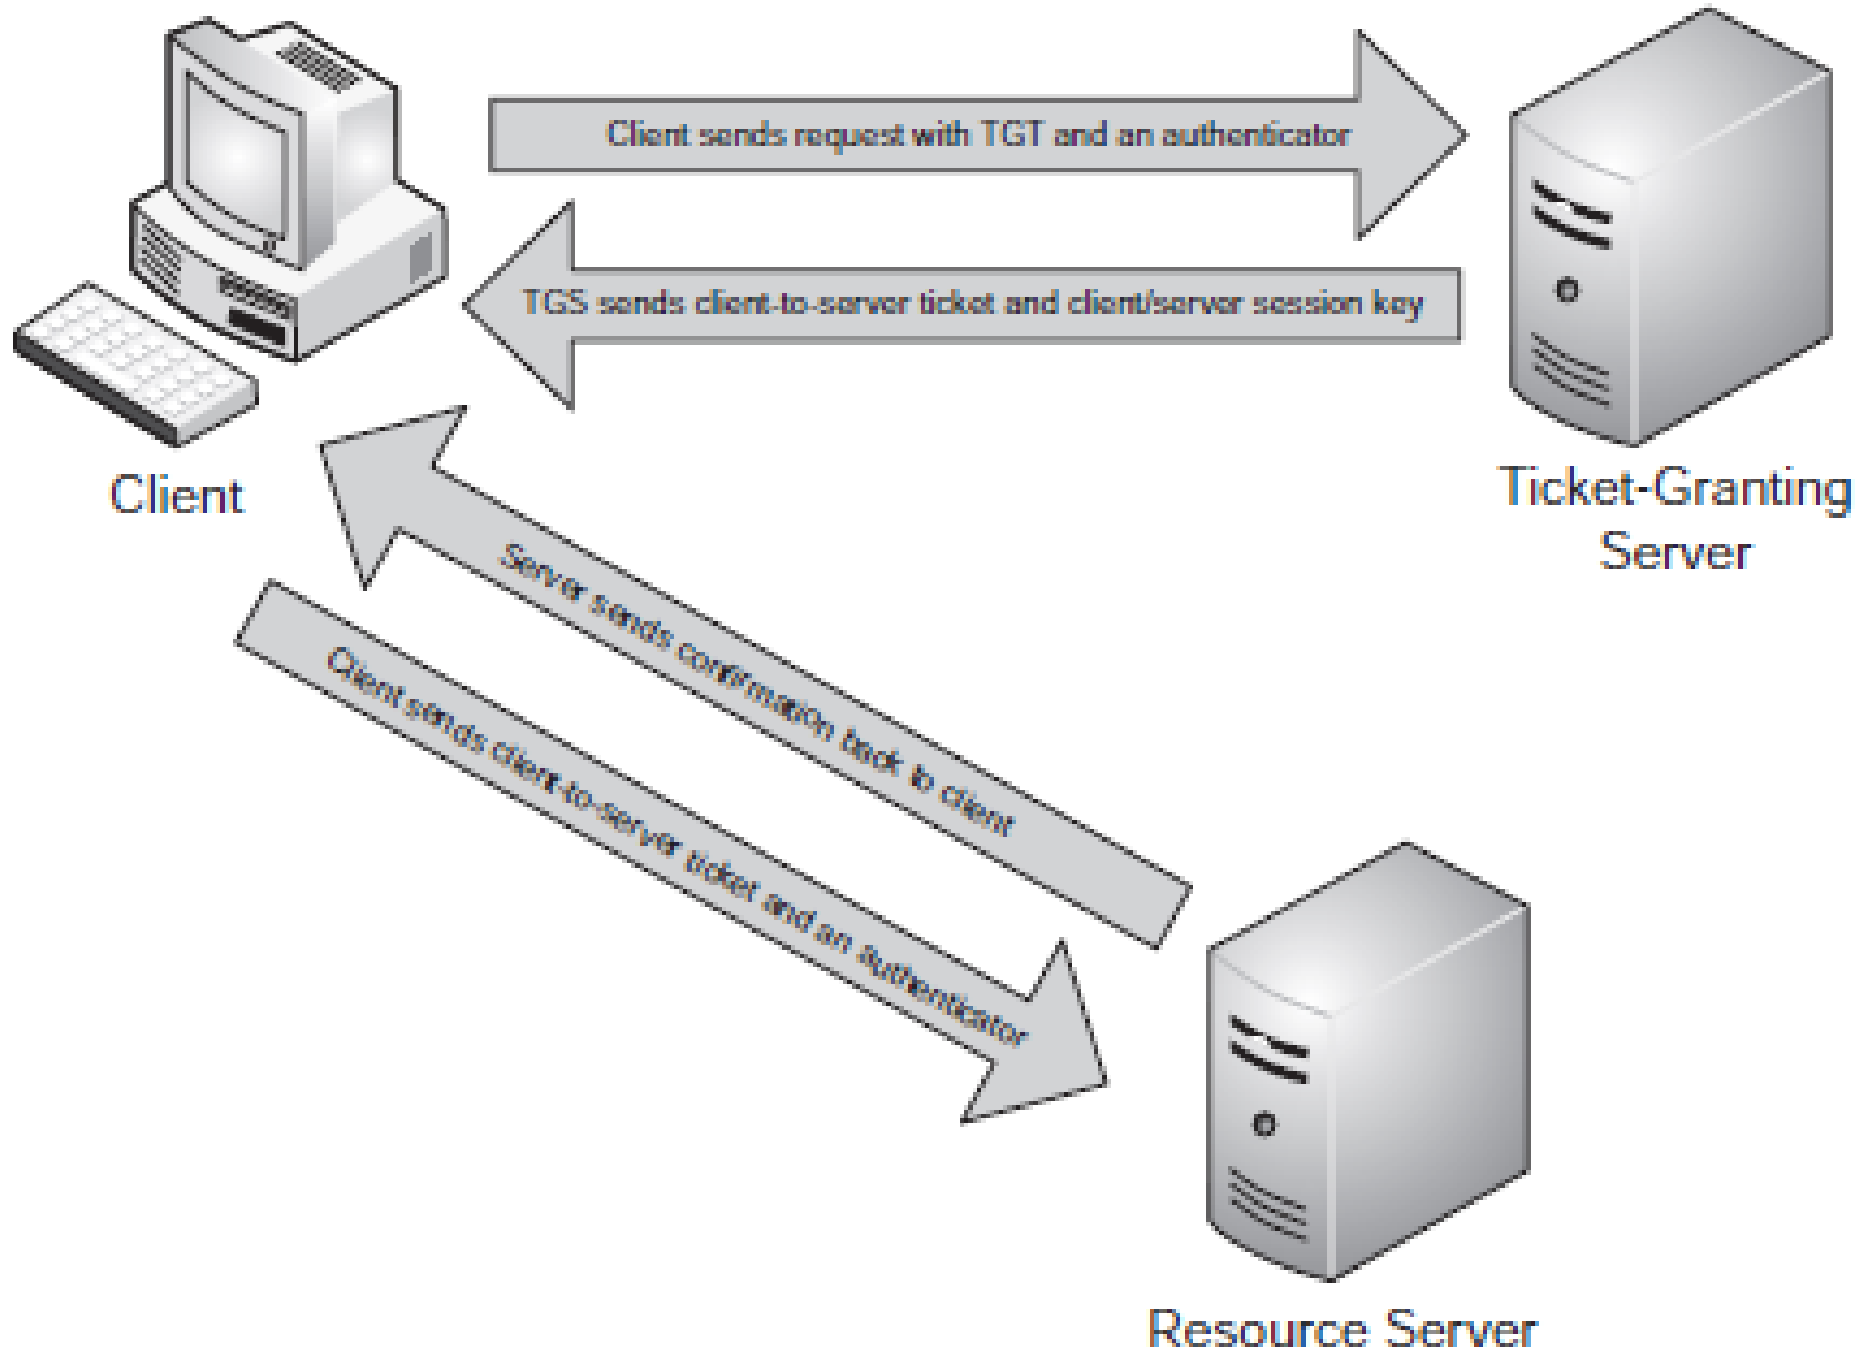 Client sends request with TGT and an authenticator
TGS sends client-to-server ticket and client/server session key
Client
Ticket-Granting
Server
Server sends confirmation back to client
Client sends client-to-server ticket and an authenticator
Resource Server